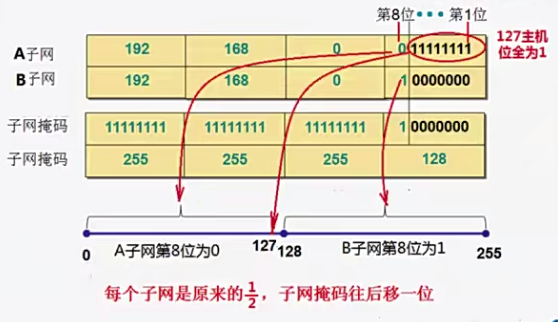 第8位 ••• 第1位
A子网 192 168 0 0 11111111 127主机位全为1
B子网 192 168 0 1 0000000
子网掩码 11111111 11111111 11111111 1 0000000
子网掩码 255 255 255 128
0 A子网第8位为0 127 128 B子网第8位为1 255
每个子网是原来的1/2，子网掩码往后移一位